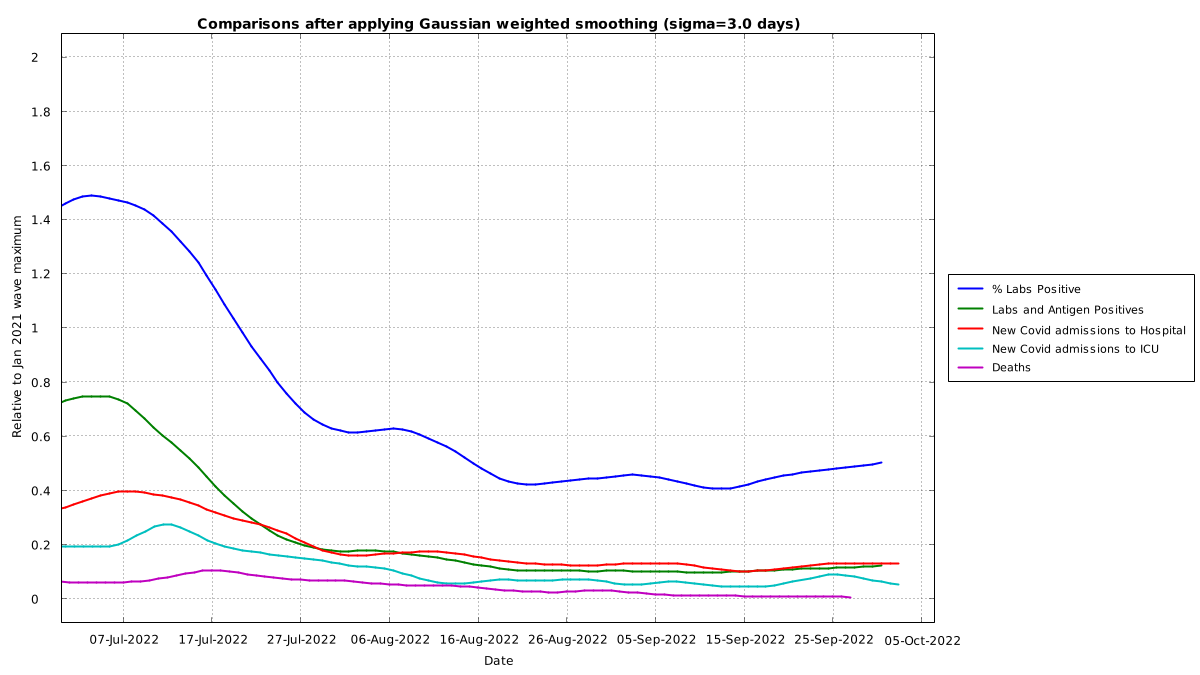 Comparisons after applying Gaussian weighted smoothing (sigma=3.0 days)
Relative to Jan 2021 wave maximum
2
1.8
1.6
1.4
1.2
1
0.8
0.6
0.4
0.2
0
07-Jul-2022 17-Jul-2022 27-Jul-2022 06-Aug-2022 16-Aug-2022 26-Aug-2022 05-Sep-2022 15-Sep-2022 25-Sep-2022 05-Oct-2022
Date
% Labs Positive
Labs and Antigen Positives
New Covid admissions to Hospital
New Covid admissions to ICU
Deaths